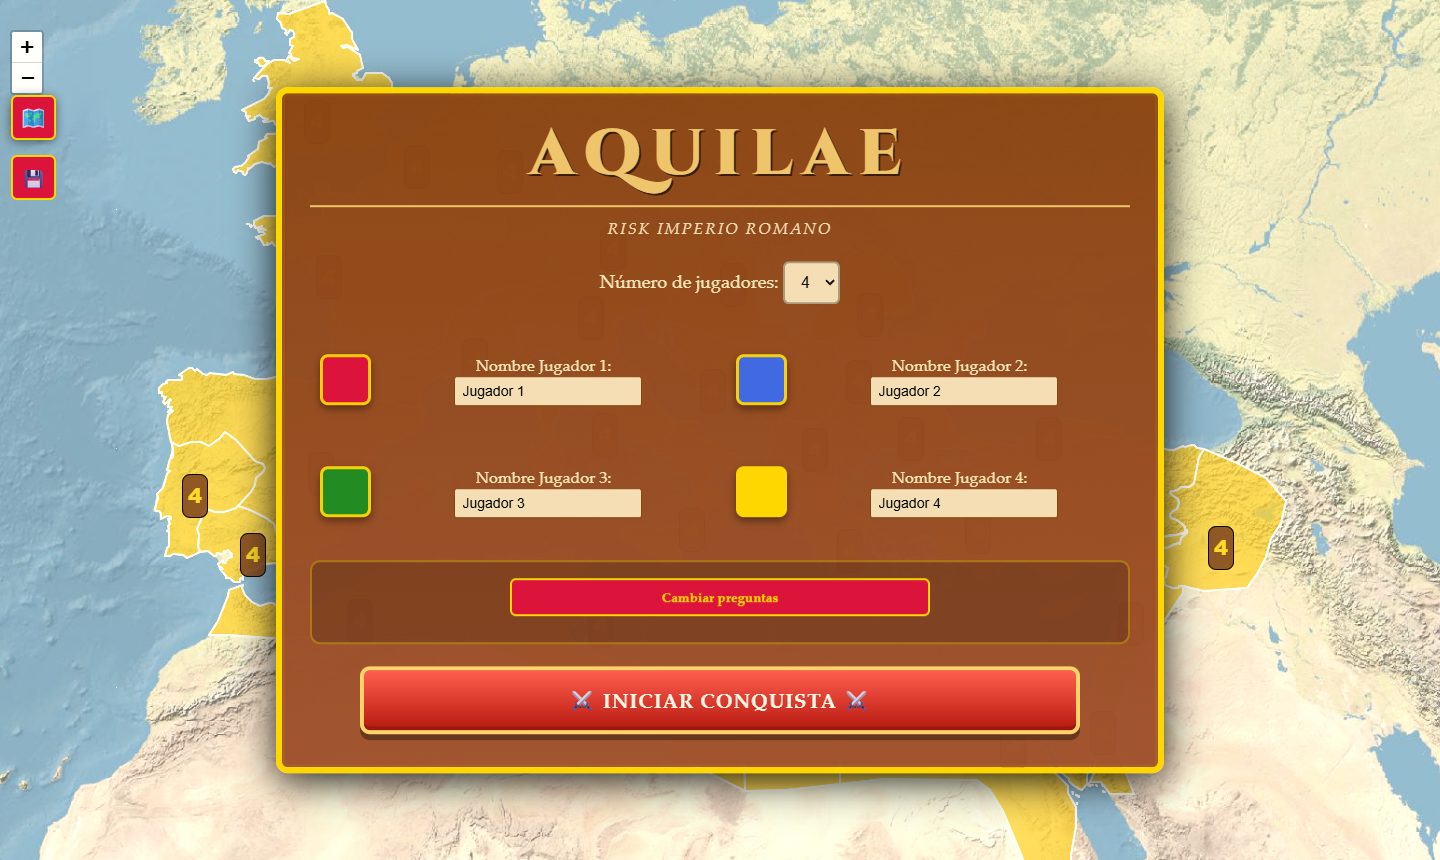 +
−
AQUILAE
RISK IMPERIO ROMANO
Número de jugadores: 4
Nombre Jugador 1:
Jugador 1
Nombre Jugador 2:
Jugador 2
Nombre Jugador 3:
Jugador 3
Nombre Jugador 4:
Jugador 4
4
4
4
Cambiar preguntas
⚔️ INICIAR CONQUISTA ⚔️